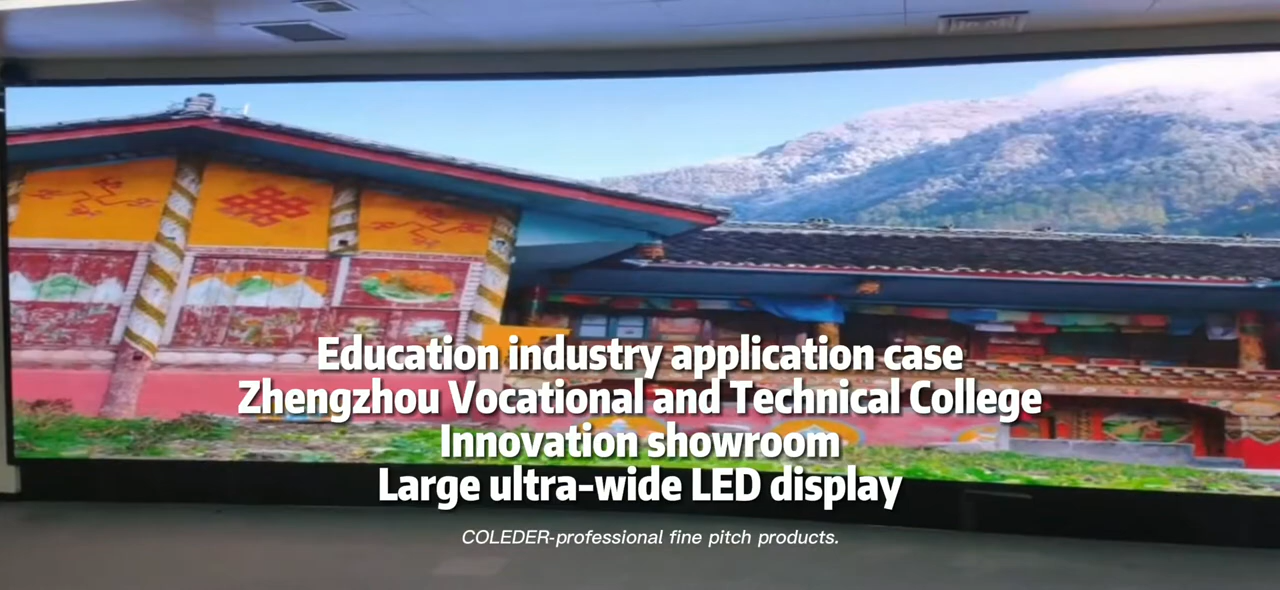 Education industry application case
Zhengzhou Vocational and Technical College
Innovation showroom
Large ultra-wide LED display
COLEDER-professional fine pitch products.